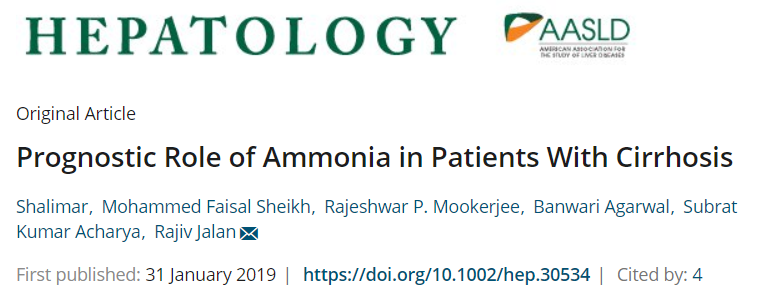 HEPATOLOGY
AASLD
AMERICAN ASSOCIATION FOR
THE STUDY OF LIVER DISEASES
Original Article
Prognostic Role of Ammonia in Patients With Cirrhosis
Shalimar, Mohammed Faisal Sheikh, Rajeshwar P. Mookerjee, Banwari Agarwal, Subrat
Kumar Acharya, Rajiv Jalan
First published: 31 January 2019 | https://doi.org/10.1002/hep.30534 | Cited by: 4